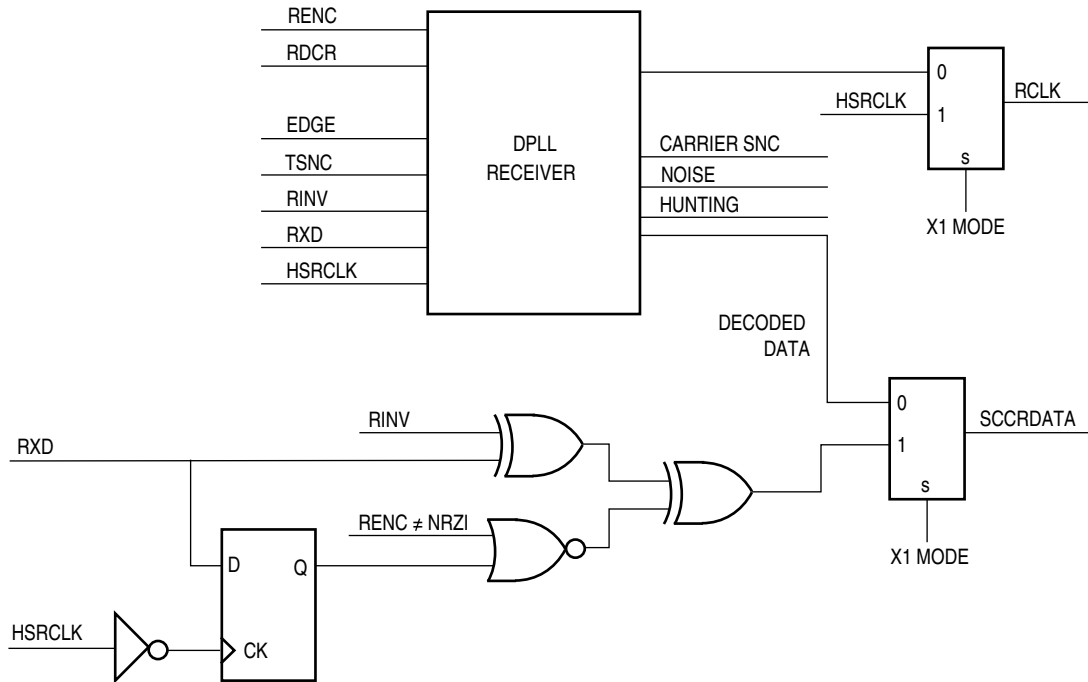 RENC
RDCR
EDGE
TSNC
RINV
RXD
HSRCLK
DPLL
RECEIVER
CARRIER SNC
NOISE
HUNTING
HSRCLK
0
1
S
RCLK
X1 MODE
DECODED
DATA
0
1
S
SCCRDATA
X1 MODE
RINV
RXD
RENC ≠ NRZI
D
Q
CK
HSRCLK